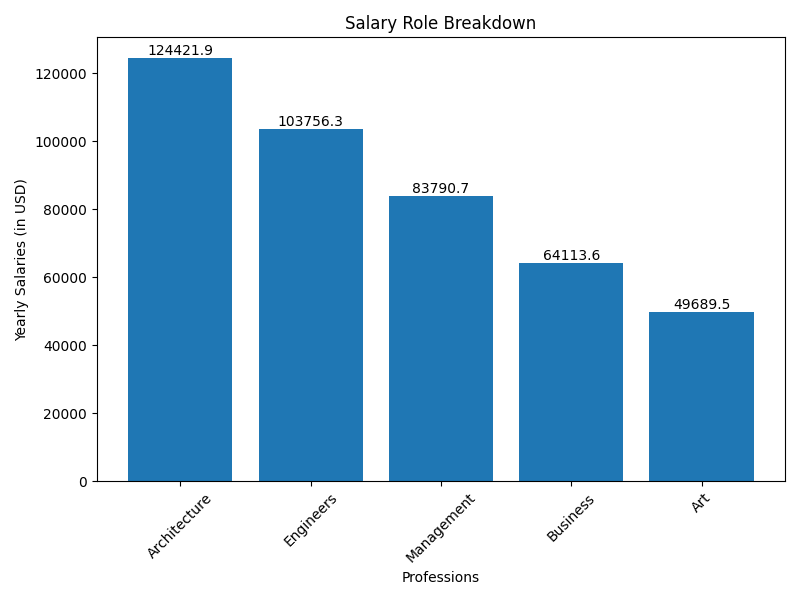 Salary Role Breakdown
124421.9
103756.3
83790.7
64113.6
49689.5
120000
100000
80000
60000
40000
20000
0
Yearly Salaries (in USD)
Architecture
Engineers
Management
Business
Art
Professions